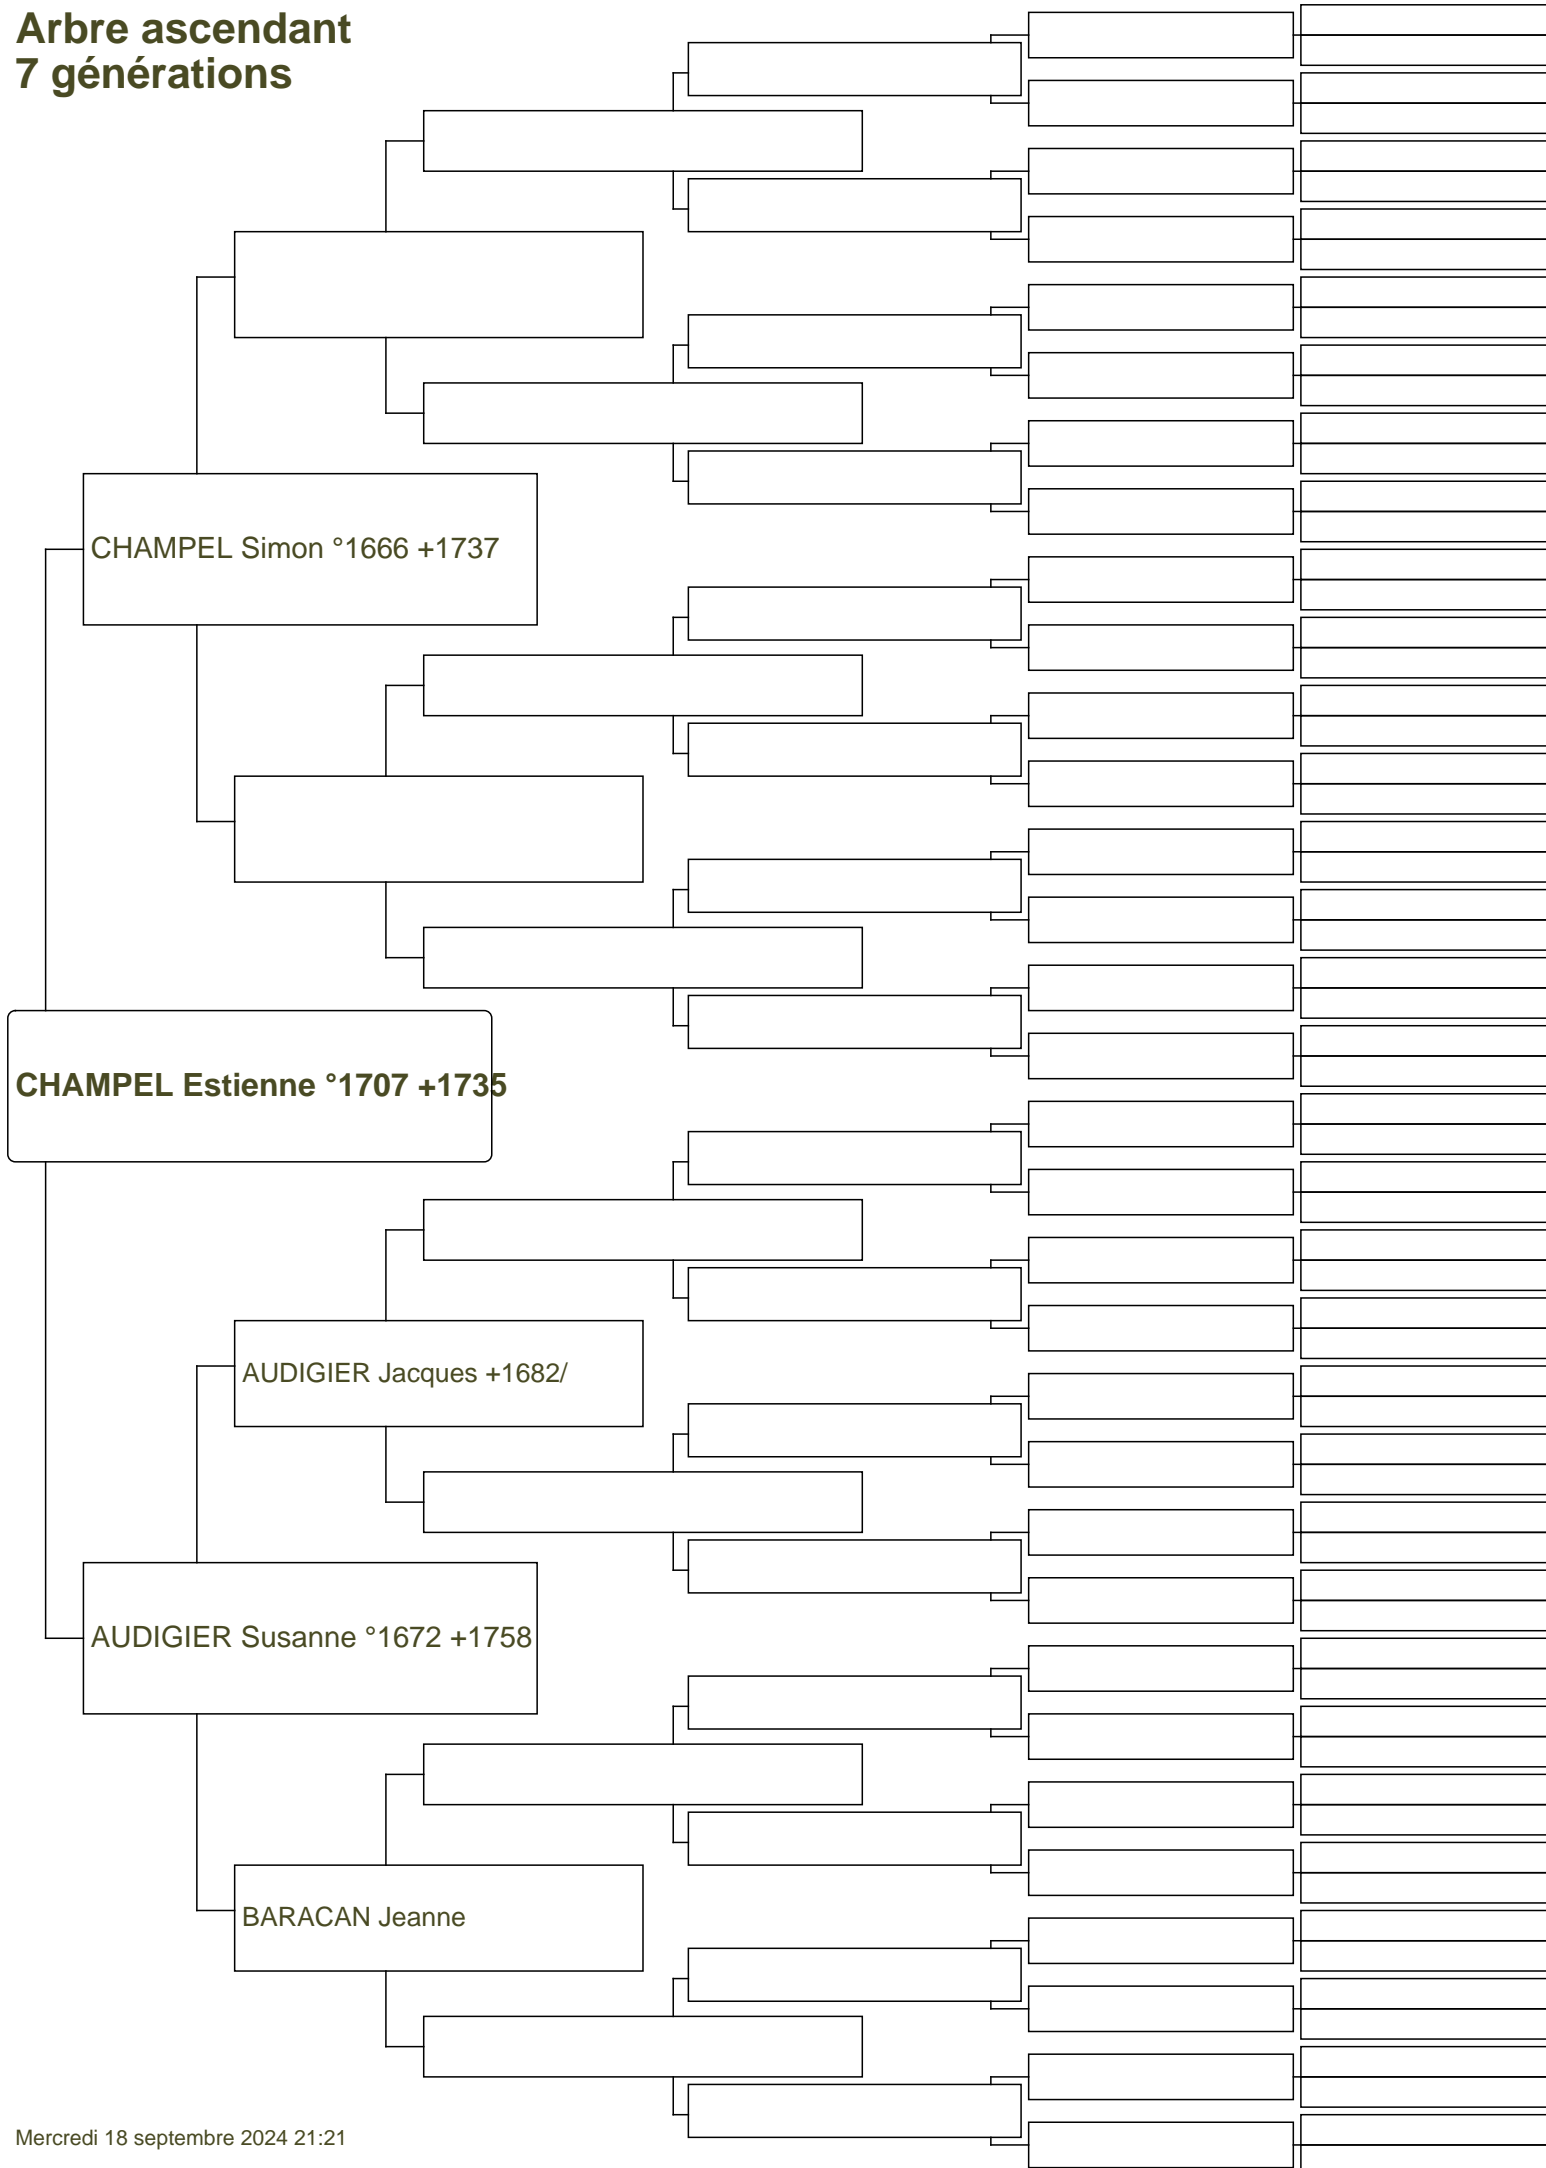 Arbre ascendant
7 générations
CHAMPEL Simon °1666 +1737
CHAMPEL Estienne °1707 +1735
AUDIGIER Jacques +1682/
AUDIGIER Susanne °1672 +1758
BARACAN Jeanne
Mercredi 18 septembre 2024 21:21